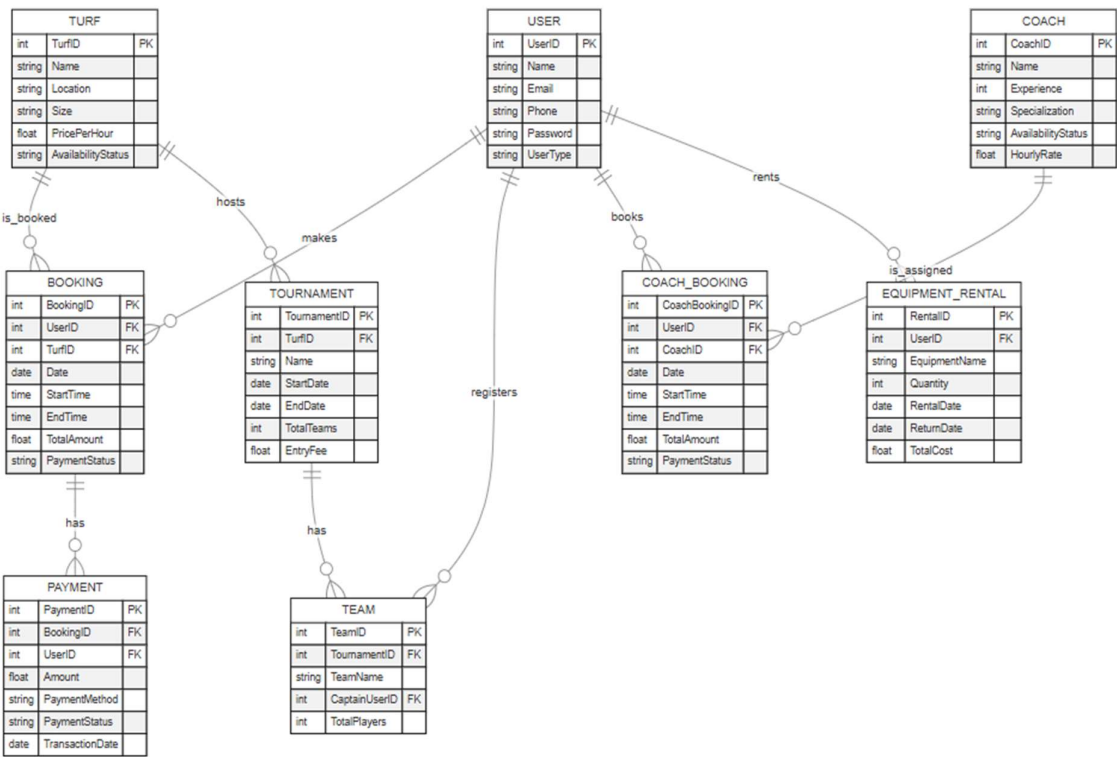 TURF
int TurfID PK
string Name
string Location
string Size
float PricePerHour
string AvailabilityStatus
USER
int UserID PK
string Name
string Email
string Phone
string Password
string UserType
COACH
int CoachID PK
string Name
int Experience
string Specialization
string AvailabilityStatus
float HourlyRate
is_booked
hosts
makes
books
rents
is_assigned
registers
BOOKING
int BookingID PK
int UserID FK
int TurfID FK
date Date
time StartTime
time EndTime
float TotalAmount
string PaymentStatus
TOURNAMENT
int TournamentID PK
int TurfID FK
string Name
date StartDate
date EndDate
int TotalTeams
float EntryFee
COACH_BOOKING
int CoachBookingID PK
int UserID FK
int CoachID FK
date Date
time StartTime
time EndTime
float TotalAmount
string PaymentStatus
EQUIPMENT_RENTAL
int RentalID PK
int UserID FK
string EquipmentName
int Quantity
date RentalDate
date ReturnDate
float TotalCost
has
has
PAYMENT
int PaymentID PK
int BookingID FK
int UserID FK
float Amount
string PaymentMethod
string PaymentStatus
date TransactionDate
TEAM
int TeamID PK
int TournamentID FK
string TeamName
int CaptainUserID FK
int TotalPlayers